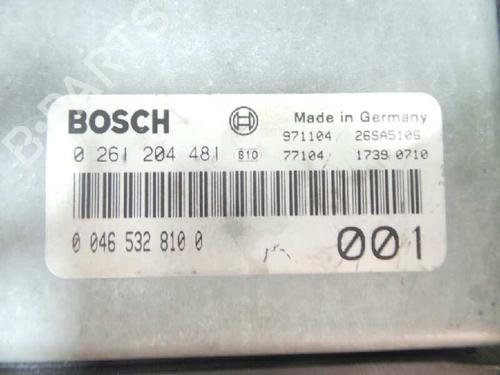 BOSCH
Made in Germany
971104 26SA5106
0 261 204 481 B10 77104 1739 0710
0 046 532 810 0
001
B-PARTS